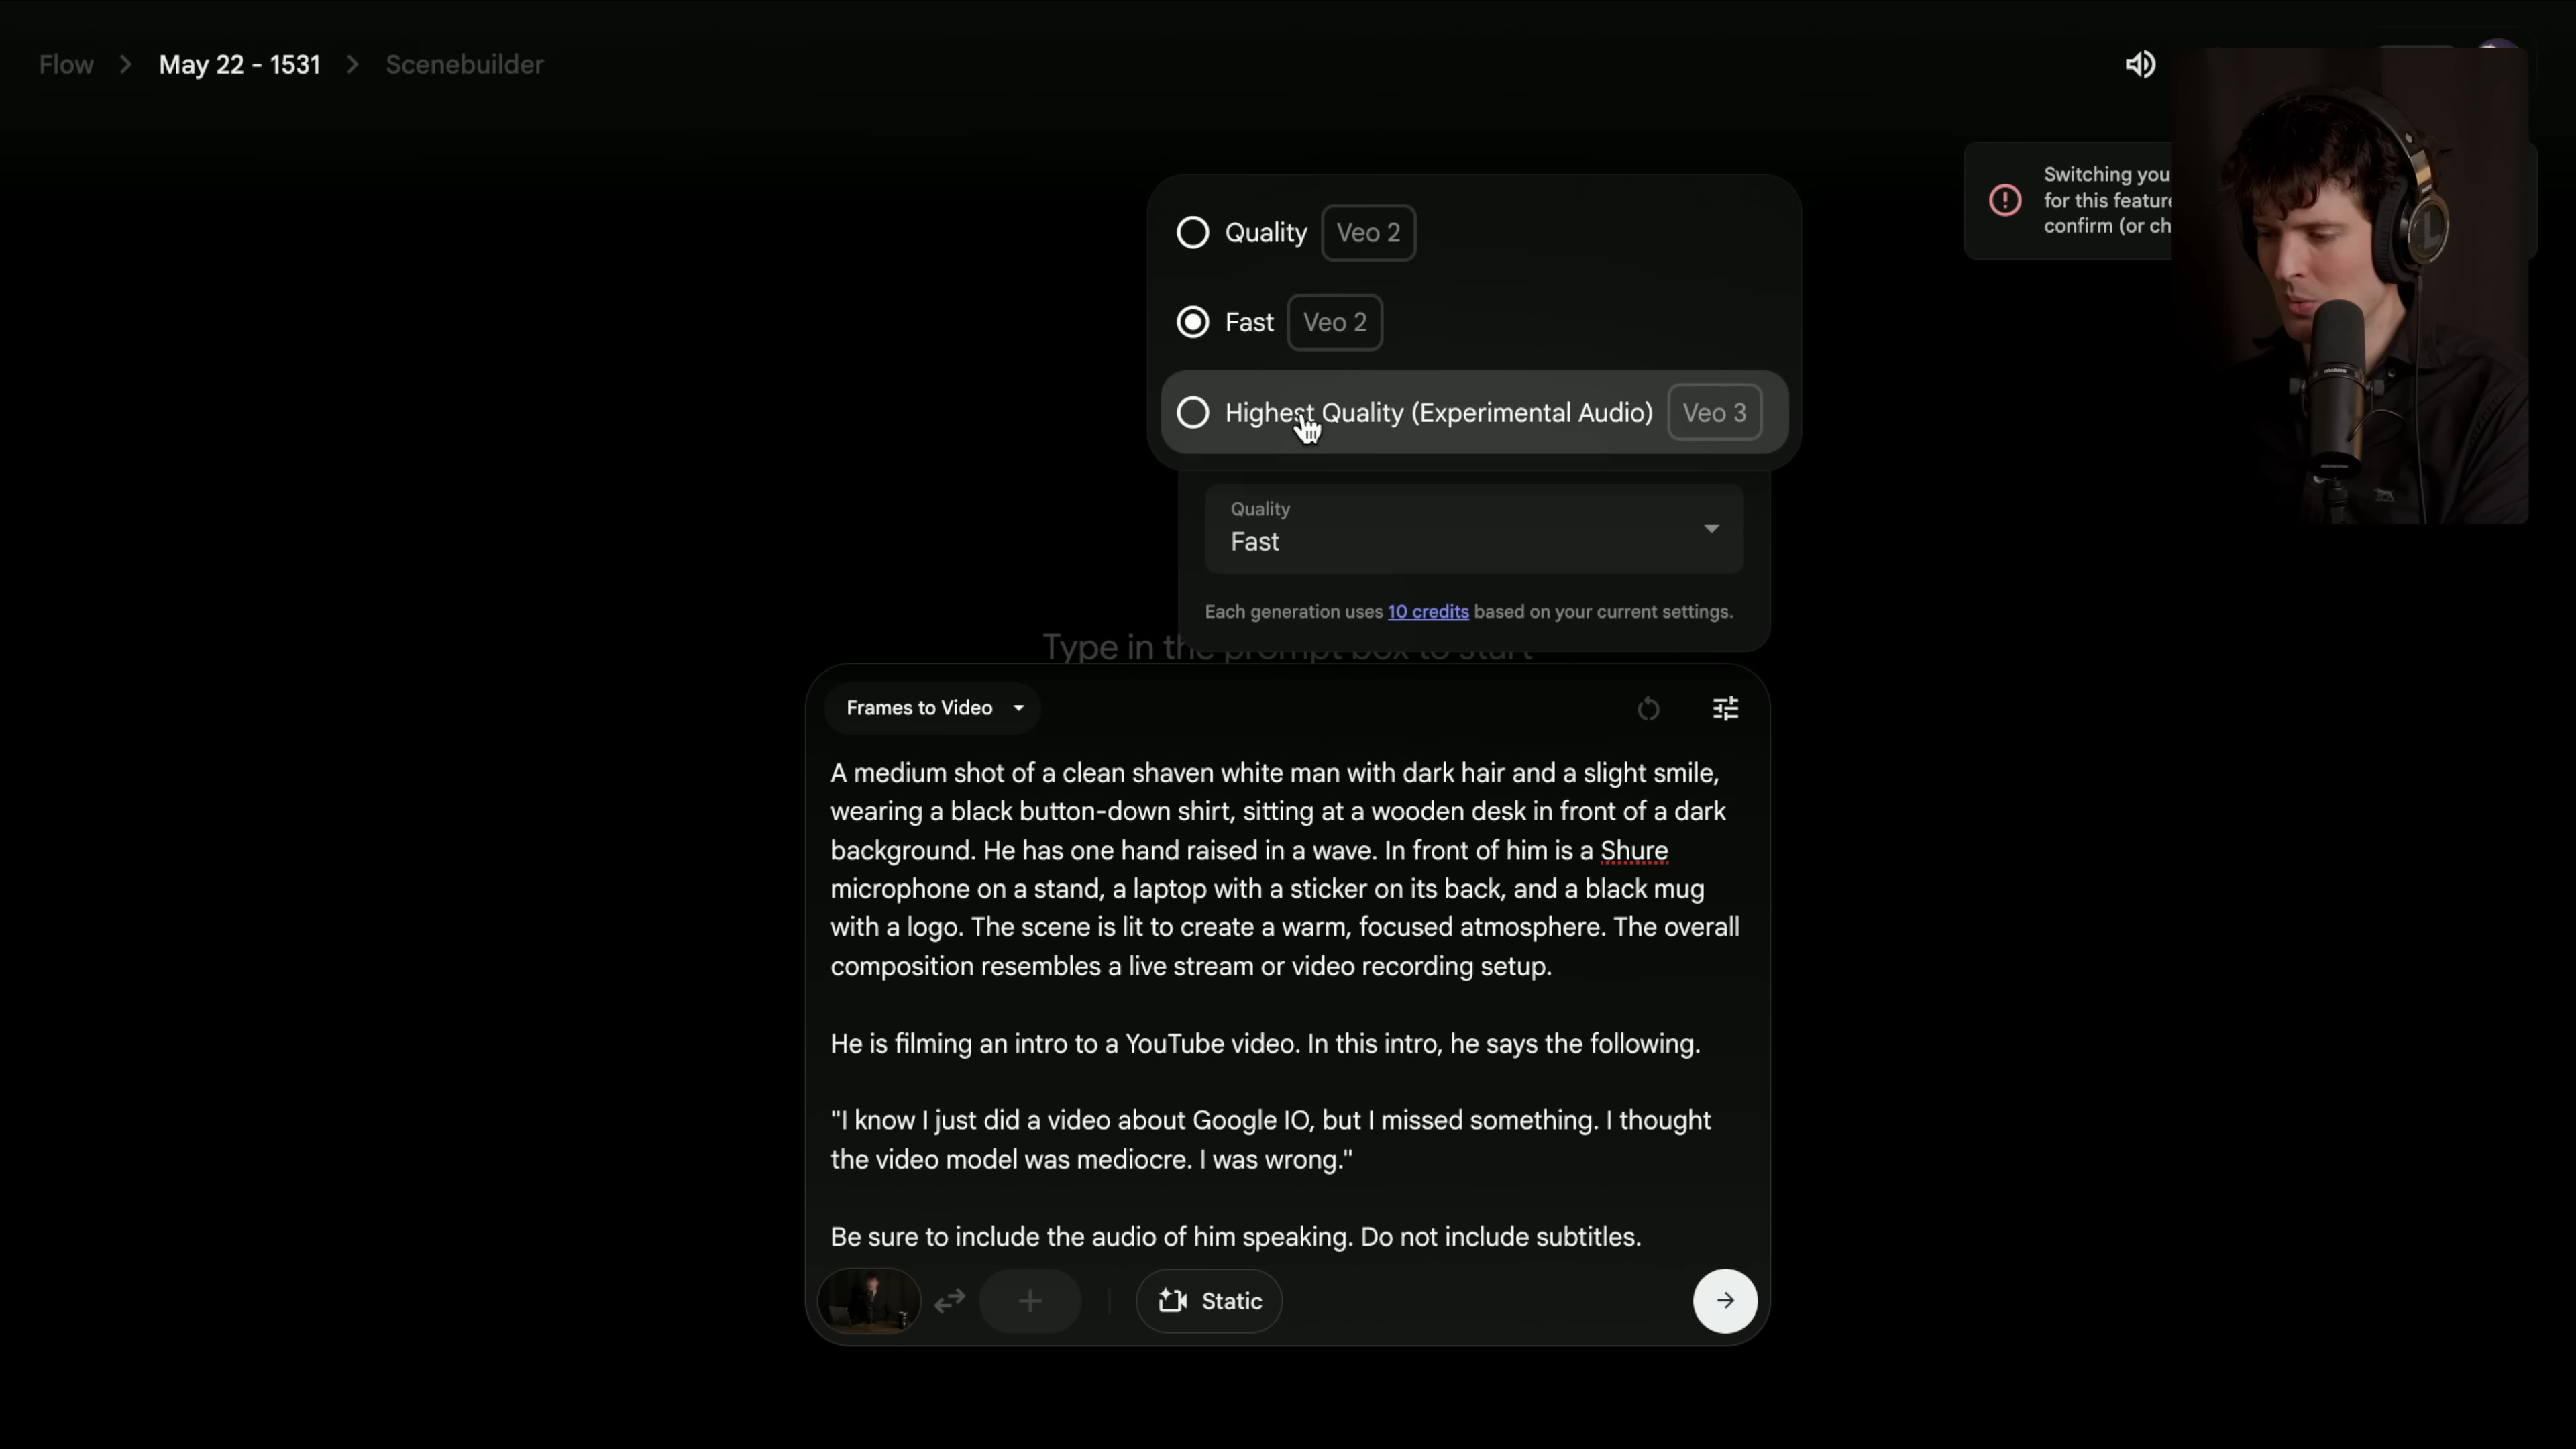 Flow > May 22 - 1531 > Scenebuilder
Switching you
for this feature
confirm (or ch
Quality Veo 2
Fast Veo 2
Highest Quality (Experimental Audio) Veo 3
Quality
Fast
Each generation uses 10 credits based on your current settings.
Type in the prompt box to start
Frames to Video
A medium shot of a clean shaven white man with dark hair and a slight smile,
wearing a black button-down shirt, sitting at a wooden desk in front of a dark
background. He has one hand raised in a wave. In front of him is a Shure
microphone on a stand, a laptop with a sticker on its back, and a black mug
with a logo. The scene is lit to create a warm, focused atmosphere. The overall
composition resembles a live stream or video recording setup.
He is filming an intro to a YouTube video. In this intro, he says the following.
"I know I just did a video about Google IO, but I missed something. I thought
the video model was mediocre. I was wrong."
Be sure to include the audio of him speaking. Do not include subtitles.
Static